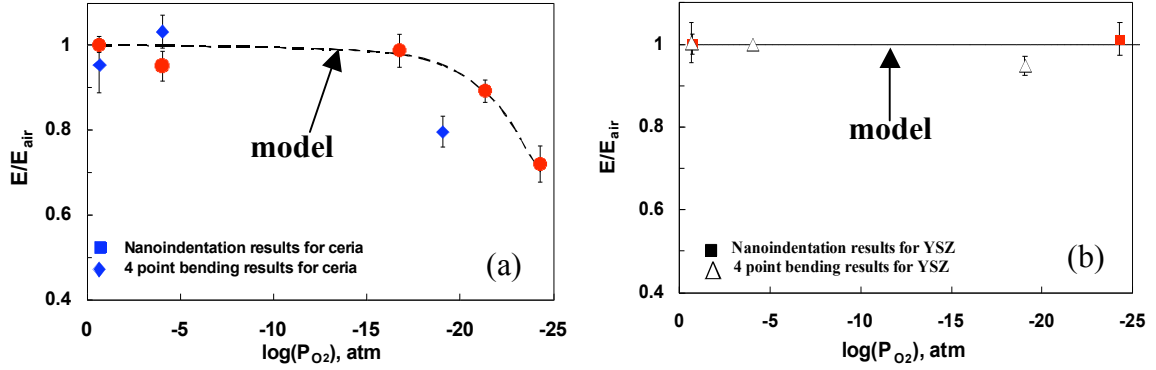 1
0.8
0.6
0.4
E/E_air
model
Nanoindentation results for ceria
4 point bending results for ceria
(a)
0 -5 -10 -15 -20 -25
log(P_O2), atm
1
0.8
0.6
0.4
E/E_air
model
Nanoindentation results for YSZ
4 point bending results for YSZ
(b)
0 -5 -10 -15 -20 -25
log(P_O2), atm